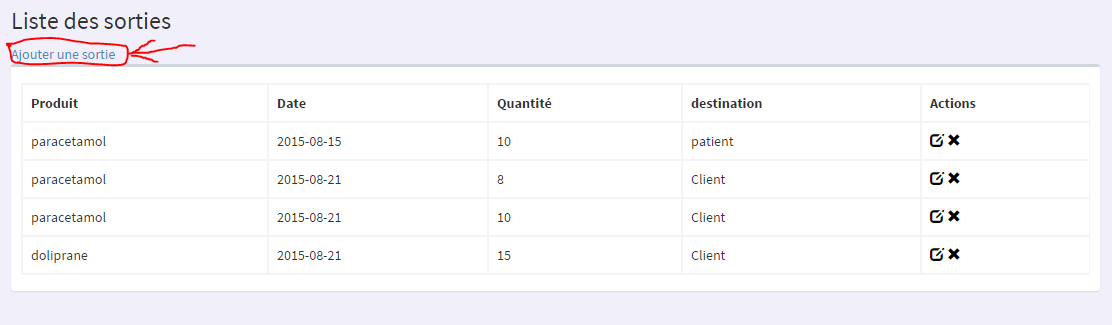 Liste des sorties
Ajouter une sortie
Produit Date Quantité destination Actions
paracetamol 2015-08-15 10 patient
paracetamol 2015-08-21 8 Client
paracetamol 2015-08-21 10 Client
doliprane 2015-08-21 15 Client